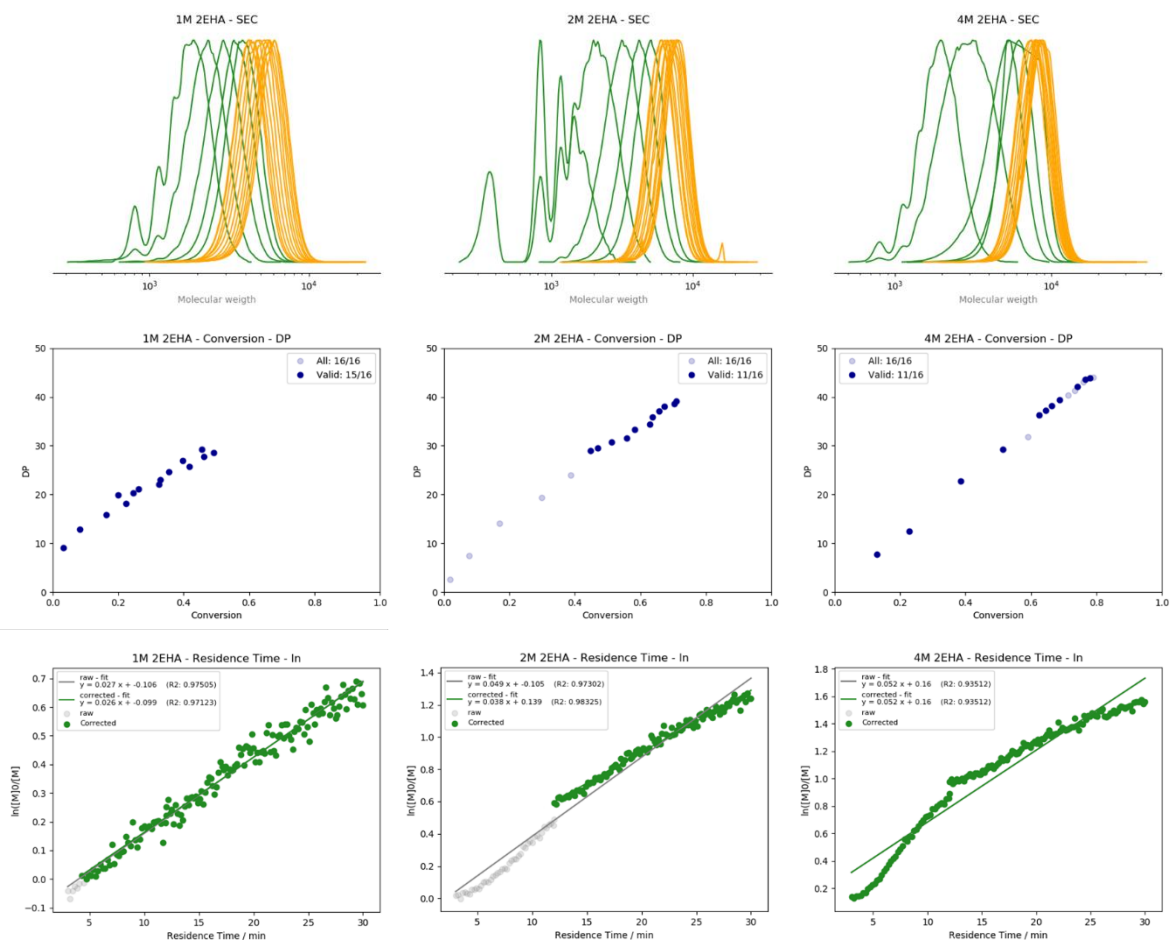 1M 2EHA - SEC
10³
10⁴
Molecular weigth
2M 2EHA - SEC
10³
10⁴
Molecular weigth
4M 2EHA - SEC
10³
10⁴
Molecular weigth
1M 2EHA - Conversion - DP
All: 16/16
Valid: 15/16
DP
50
40
30
20
10
0
0.0 0.2 0.4 0.6 0.8 1.0
Conversion
2M 2EHA - Conversion - DP
All: 16/16
Valid: 11/16
DP
50
40
30
20
10
0
0.0 0.2 0.4 0.6 0.8 1.0
Conversion
4M 2EHA - Conversion - DP
All: 16/16
Valid: 11/16
DP
50
40
30
20
10
0
0.0 0.2 0.4 0.6 0.8 1.0
Conversion
1M 2EHA - Residence Time - ln
raw - fit
y = 0.027 x + -0.106 (R2: 0.97505)
corrected - fit
y = 0.026 x + -0.099 (R2: 0.97123)
raw
Corrected
ln([M]0/[M]
0.7
0.6
0.5
0.4
0.3
0.2
0.1
0.0
−0.1
5 10 15 20 25 30
Residence Time / min
2M 2EHA - Residence Time - ln
raw - fit
y = 0.049 x + -0.105 (R2: 0.97302)
corrected - fit
y = 0.038 x + 0.139 (R2: 0.98325)
raw
Corrected
ln([M]0/[M]
1.4
1.2
1.0
0.8
0.6
0.4
0.2
0.0
5 10 15 20 25 30
Residence Time / min
4M 2EHA - Residence Time - ln
raw - fit
y = 0.052 x + 0.16 (R2: 0.93512)
corrected - fit
y = 0.052 x + 0.16 (R2: 0.93512)
raw
Corrected
ln([M]0/[M]
1.8
1.6
1.4
1.2
1.0
0.8
0.6
0.4
0.2
5 10 15 20 25 30
Residence Time / min